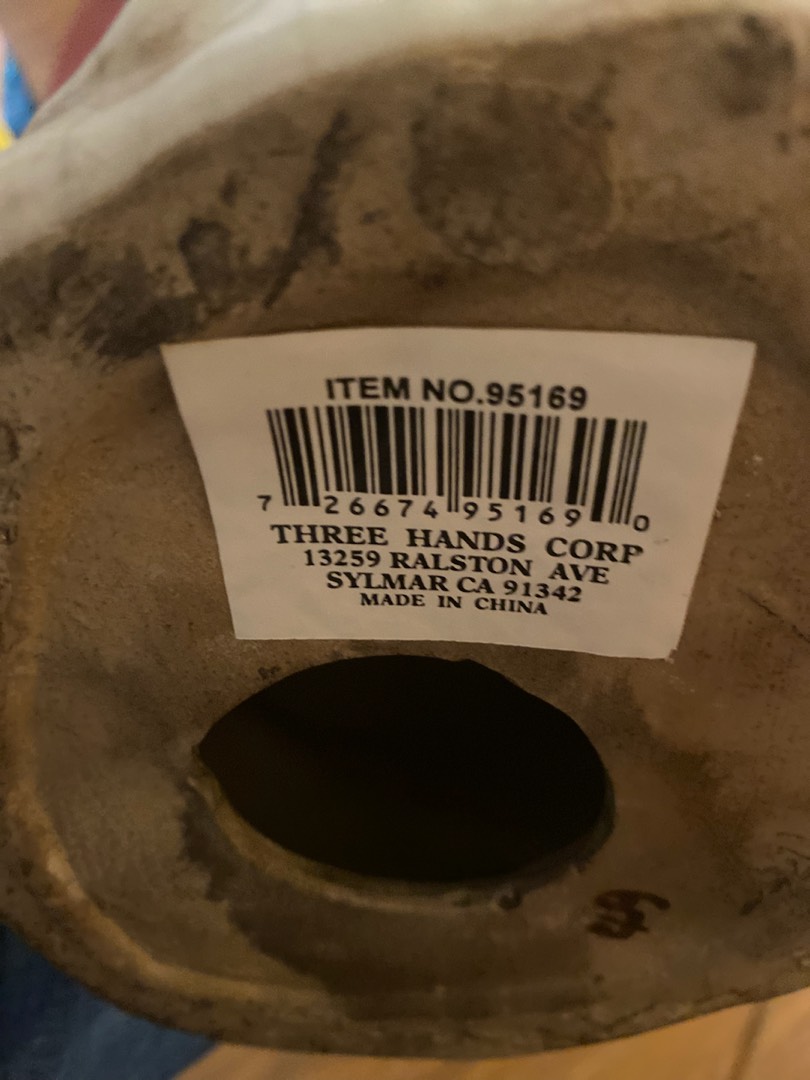 ITEM NO.95169
7 26674 95169 0
THREE HANDS CORP
13259 RALSTON AVE
SYLMAR CA 91342
MADE IN CHINA